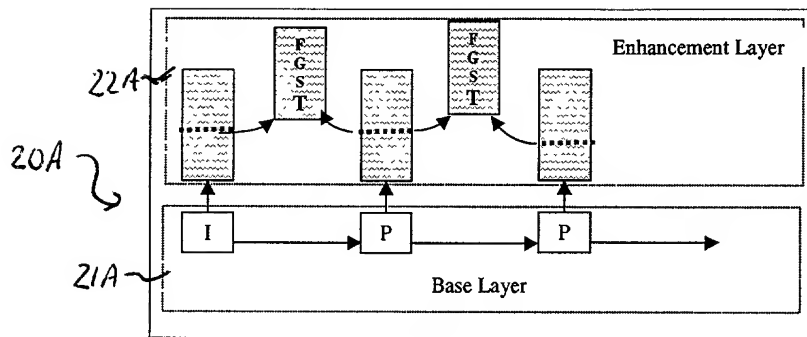 Enhancement Layer
22A
F
G
S
T
F
G
S
T
20A
I
P
P
21A
Base Layer